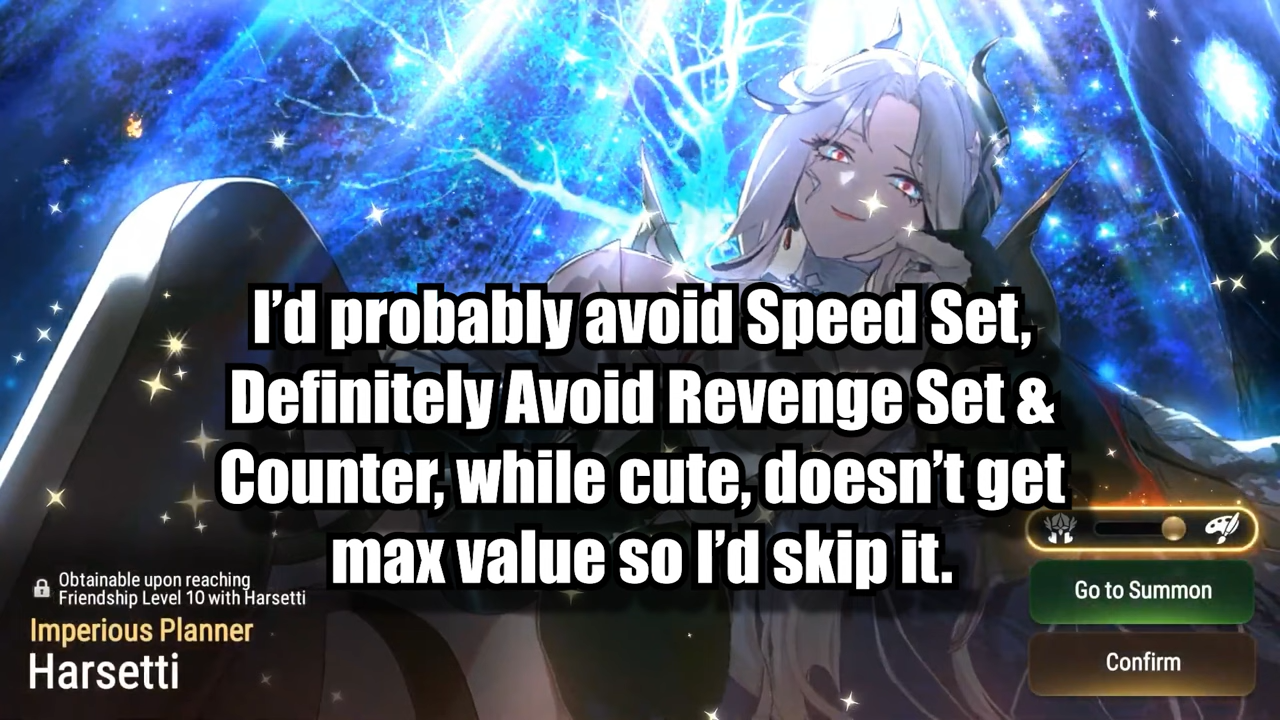 I’d probably avoid Speed Set,
Definitely Avoid Revenge Set &
Counter, while cute, doesn’t get
max value so I’d skip it.
Obtainable upon reaching
Friendship Level 10 with Harsetti
Imperious Planner
Harsetti
Go to Summon
Confirm